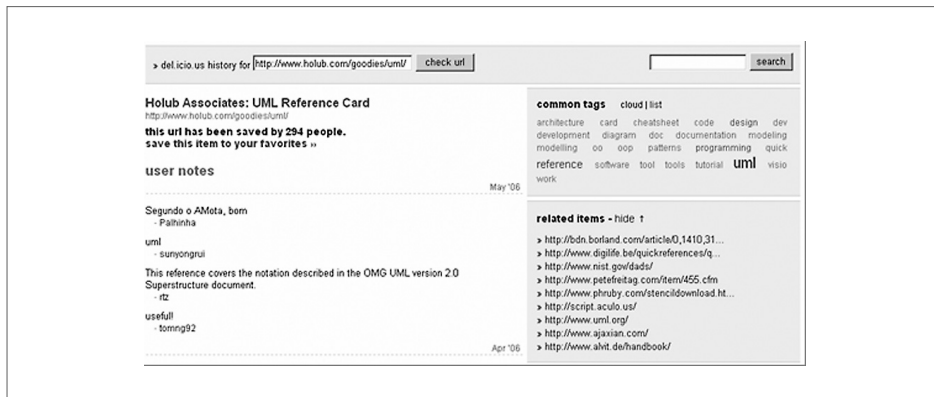 » del.icio.us history for http://www.holub.com/goodies/uml/ check url
search
Holub Associates: UML Reference Card
http://www.holub.com/goodies/uml/
this url has been saved by 294 people.
save this item to your favorites »
user notes
May '06
Segundo o AMota, bom
- Palhinha
uml
- sunyongrui
This reference covers the notation described in the OMG UML version 2.0
Superstructure document.
- rtz
useful!
- tomng92
Apr '06
common tags cloud | list
architecture card cheatsheet code design dev
development diagram doc documentation modeling
modelling oo oop patterns programming quick
reference software tool tools tutorial uml visio
work
related items - hide ↑
» http://bdn.borland.com/article/0,1410,31...
» http://www.digilife.be/quickreferences/q...
» http://www.nist.gov/dads/
» http://www.petefreitag.com/item/455.cfm
» http://www.phruby.com/stencildownload.ht...
» http://script.aculo.us/
» http://www.uml.org/
» http://www.ajaxian.com/
» http://www.alvit.de/handbook/